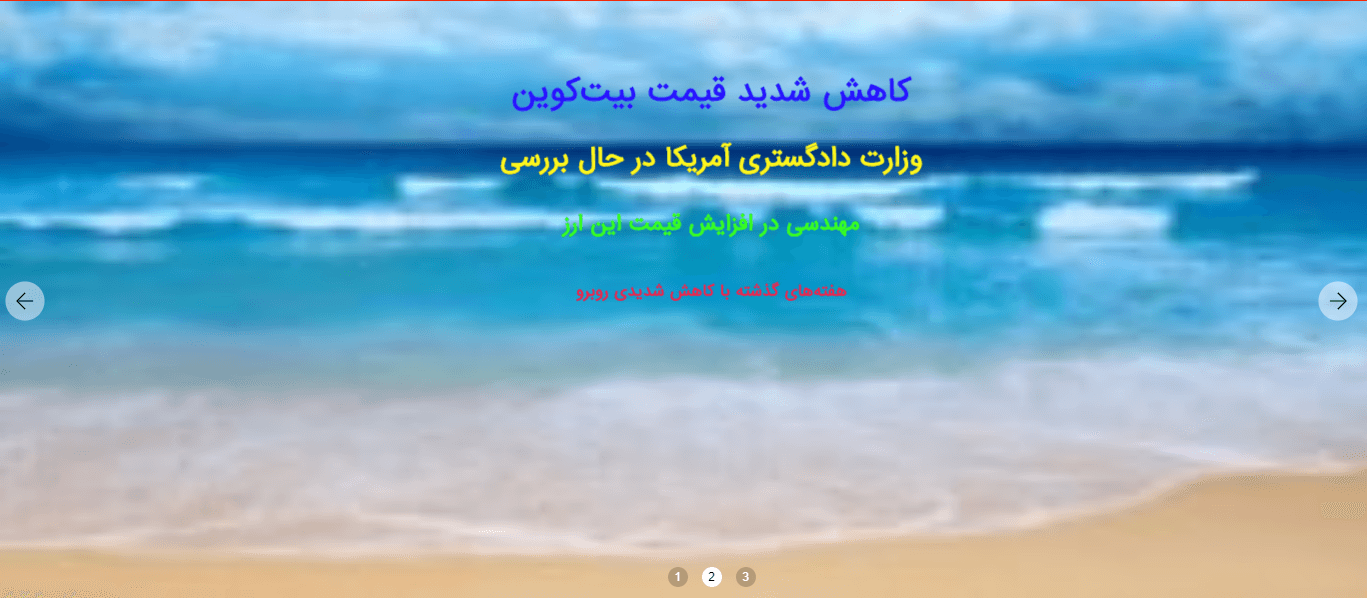 کاهش شدید قیمت بیت‌کوین
وزارت دادگستری آمریکا در حال بررسی
مهندسی در افزایش قیمت این ارز
هفته‌های گذشته با کاهش شدیدی روبرو
1 2 3